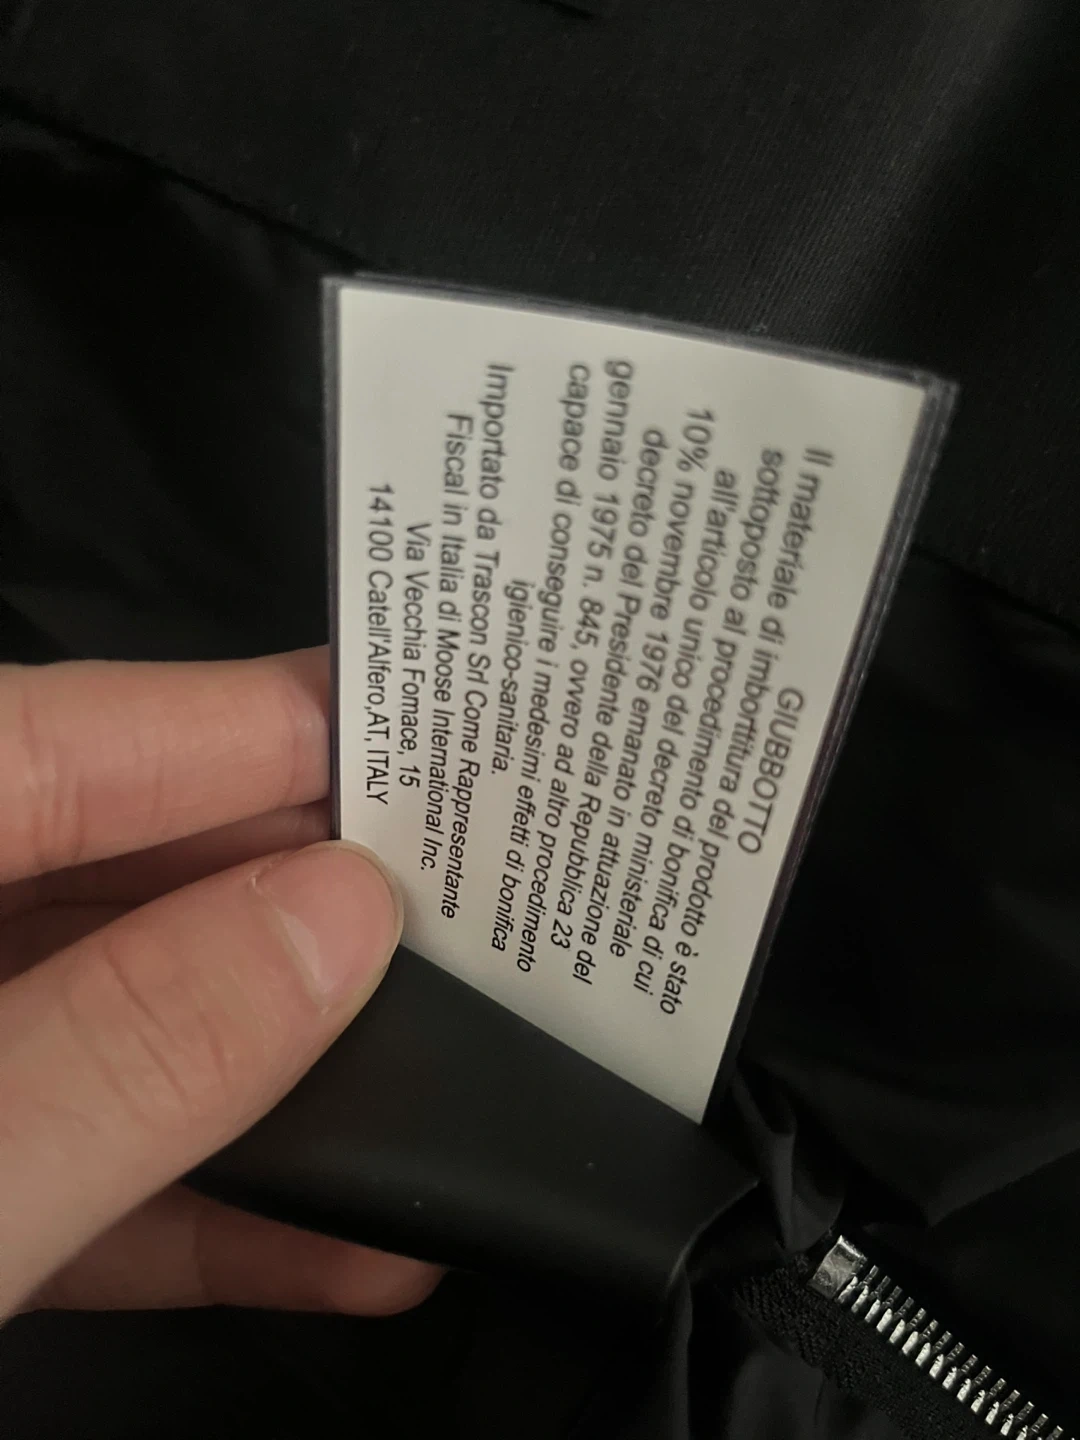 GIUBBOTTO
Il materiale di imborttitura del prodotto è stato
sottoposto al procedimento di bonifica di cui
all'articolo unico del decreto ministeriale
10% novembre 1976 emanato in attuazione del
decreto del Presidente della Repubblica 23
gennaio 1975 n. 845, ovvero ad altro procedimento
capace di conseguire i medesimi effetti di bonifica
igienico-sanitaria.
Importato da Trascon Srl Come Rappresentante
Fiscal in Italia di Moose International Inc.
Via Vecchia Fornace, 15
14100 Catell'Alfero,AT, ITALY